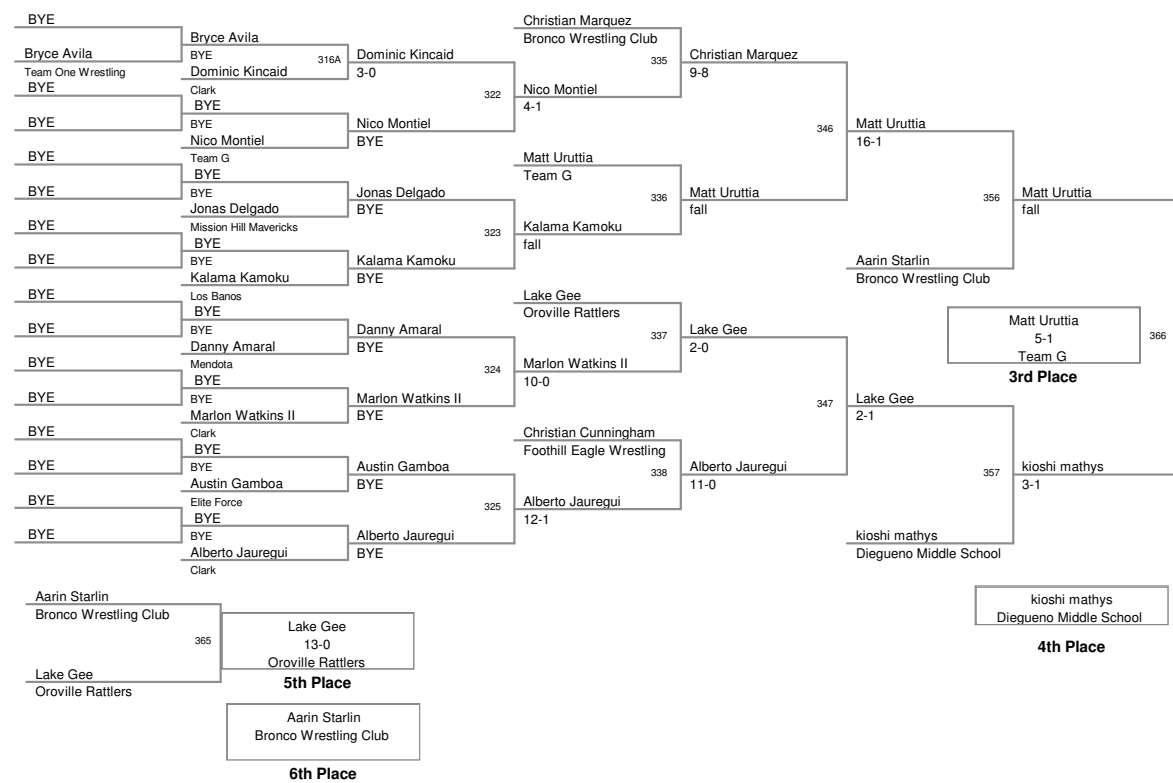 BYE
Bryce Avila
Team One Wrestling
BYE
BYE
BYE
BYE
BYE
BYE
BYE
BYE
BYE
BYE
BYE
BYE
BYE
BYE
Bryce Avila
BYE
Dominic Kincaid
Clark
BYE
BYE
Nico Montiel
Team G
BYE
BYE
Jonas Delgado
Mission Hill Mavericks
BYE
BYE
Kalama Kamoku
Los Banos
BYE
BYE
Danny Amaral
Mendota
BYE
BYE
Marlon Watkins II
Clark
BYE
BYE
Austin Gamboa
Elite Force
BYE
BYE
Alberto Jauregui
Clark
316A
Dominic Kincaid
3-0
Nico Montiel
BYE
Jonas Delgado
BYE
Kalama Kamoku
BYE
Danny Amaral
BYE
Marlon Watkins II
BYE
Austin Gamboa
BYE
Alberto Jauregui
BYE
322
323
324
325
Christian Marquez
Bronco Wrestling Club
Nico Montiel
4-1
Matt Uruttia
Team G
Kalama Kamoku
fall
Lake Gee
Oroville Rattlers
Marlon Watkins II
10-0
Christian Cunningham
Foothill Eagle Wrestling
Alberto Jauregui
12-1
335
336
337
338
Christian Marquez
9-8
Matt Uruttia
fall
Lake Gee
2-0
Alberto Jauregui
11-0
346
347
Matt Uruttia
16-1
Aarin Starlin
Bronco Wrestling Club
Lake Gee
2-1
kioshi mathys
Diegueno Middle School
356
357
Matt Uruttia
fall
kioshi mathys
3-1
Matt Uruttia
5-1
Team G
366
3rd Place
kioshi mathys
Diegueno Middle School
4th Place
Aarin Starlin
Bronco Wrestling Club
365
Lake Gee
Oroville Rattlers
Lake Gee
13-0
Oroville Rattlers
5th Place
Aarin Starlin
Bronco Wrestling Club
6th Place